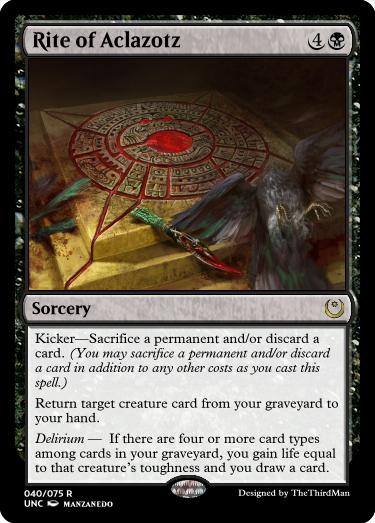 Rite of Aclazotz 4
Sorcery
Kicker—Sacrifice a permanent and/or discard a
card. (You may sacrifice a permanent and/or discard
a card in addition to any other costs as you cast this
spell.)
Return target creature card from your graveyard to
your hand.
Delirium — If there are four or more card types
among cards in your graveyard, you gain life equal
to that creature's toughness and you draw a card.
040/075 R
UNC MANZANEDO
Designed by TheThirdMan